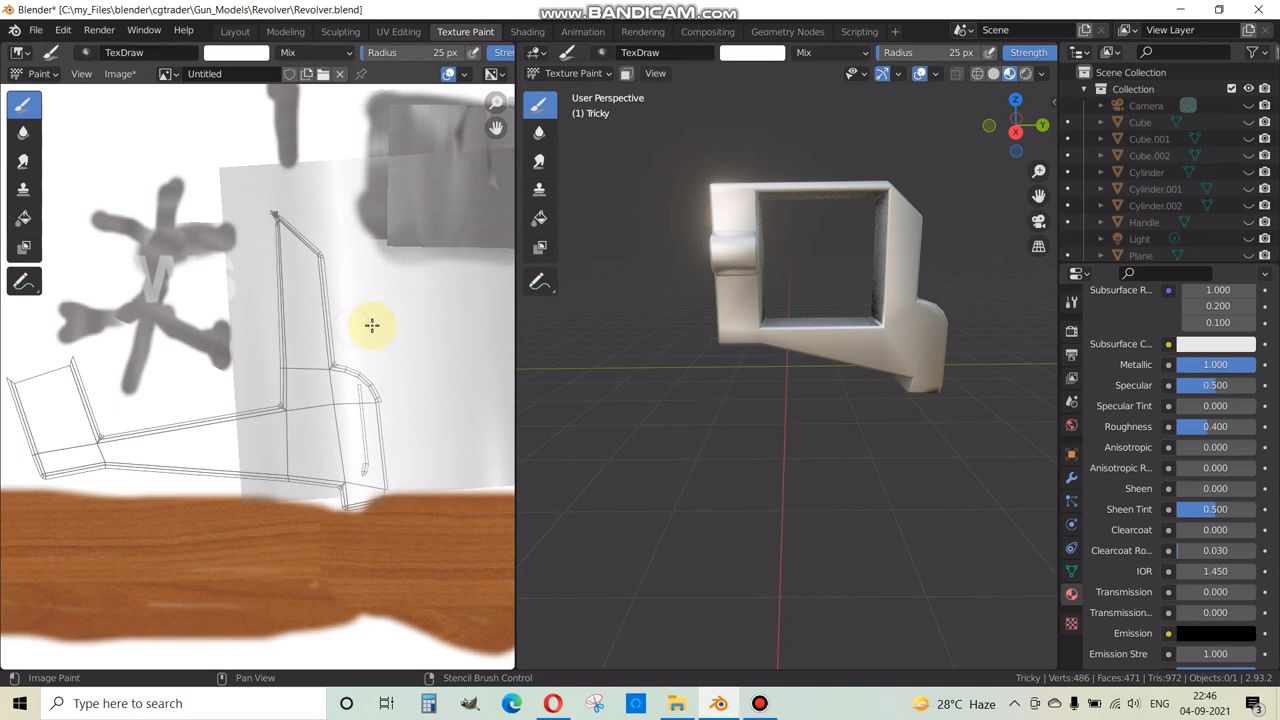 Blender* [C:\my_Files\blender\cgtrader\Gun_Models\Revolver\Revolver.blend]
www.BANDICAM.com
File Edit Render Window Help Layout Modeling Sculpting UV Editing Texture Paint Shading Animation Rendering Compositing Geometry Nodes Scripting Scene View Layer
TexDraw Mix Radius 25 px Stren TexDraw Mix Radius 25 px Strength
Paint View Image* Untitled Texture Paint View
User Perspective
(1) Tricky
Z
Y
X
Scene Collection
Collection
Camera
Cube
Cube.001
Cube.002
Cylinder
Cylinder.001
Cylinder.002
Handle
Light
Plane
Subsurface R... 1.000
0.200
0.100
Subsurface C...
Metallic 1.000
Specular 0.500
Specular Tint 0.000
Roughness 0.400
Anisotropic 0.000
Anisotropic R... 0.000
Sheen 0.000
Sheen Tint 0.500
Clearcoat 0.000
Clearcoat Ro... 0.030
IOR 1.450
Transmission 0.000
Transmission... 0.000
Emission
Emission Stre 1.000
Image Paint Pan View Stencil Brush Control Tricky | Verts:486 | Faces:471 | Tris:972 | Objects:0/1 | 2.93.2
Type here to search 28°C Haze ENG 22:46
04-09-2021
3